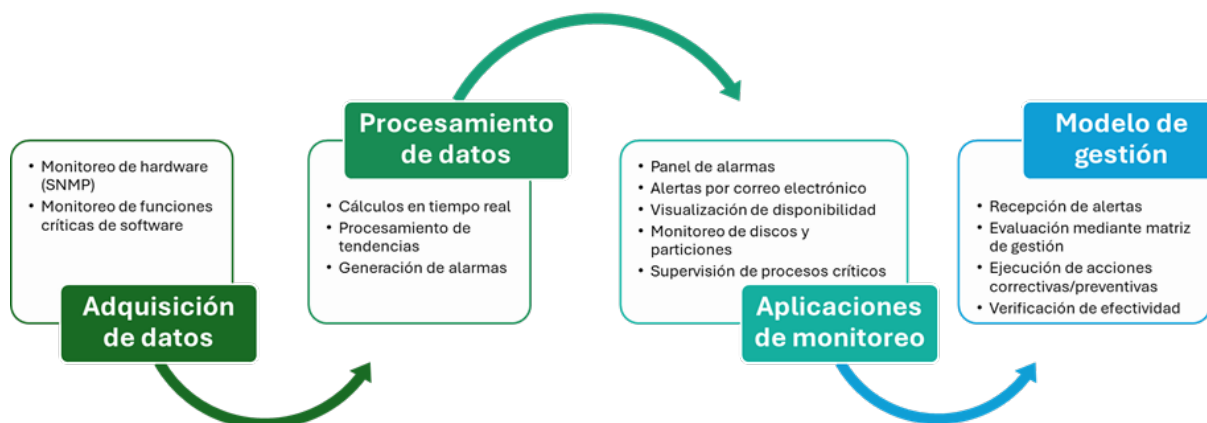 • Monitoreo de hardware
(SNMP)
• Monitoreo de funciones
críticas de software
Adquisición
de datos
Procesamiento
de datos
• Cálculos en tiempo real
• Procesamiento de
tendencias
• Generación de alarmas
• Panel de alarmas
• Alertas por correo electrónico
• Visualización de disponibilidad
• Monitoreo de discos y
particiones
• Supervisión de procesos críticos
Aplicaciones
de monitoreo
Modelo de
gestión
• Recepción de alertas
• Evaluación mediante matriz
de gestión
• Ejecución de acciones
correctivas/preventivas
• Verificación de efectividad